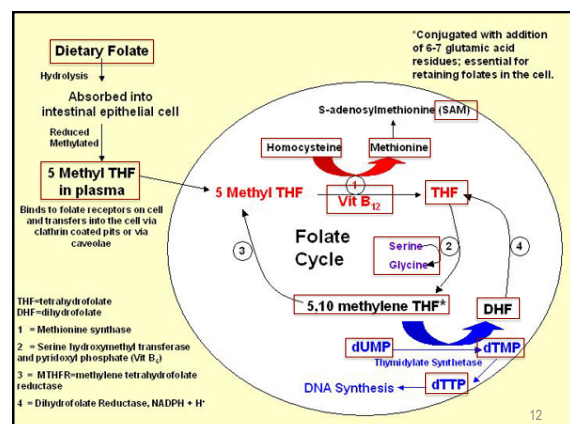 Dietary Folate
Hydrolysis
Absorbed into
intestinal epithelial cell
Reduced
Methylated
5 Methyl THF
in plasma
Binds to folate receptors on cell
and transfers into the cell via
clathrin coated pits or via
caveolae
THF=tetrahydrofolate
DHF=dihydrofolate
1 = Methionine synthase
2 = Serine hydroxymethyl transferase
and pyridoxyl phosphate (Vit B6)
3 = MTHFR=methylene tetrahydrofolate
reductase
4 = Dihydrofolate Reductase, NADPH + H+
*Conjugated with addition
of 6-7 glutamic acid
residues; essential for
retaining folates in the cell.
S-adenosylmethionine (SAM)
Homocysteine
Methionine
1
5 Methyl THF
Vit B12
THF
Folate
Cycle
3
Serine
Glycine
2
4
5,10 methylene THF*
DHF
dUMP
dTMP
Thymidylate Synthetase
DNA Synthesis
dTTP
12